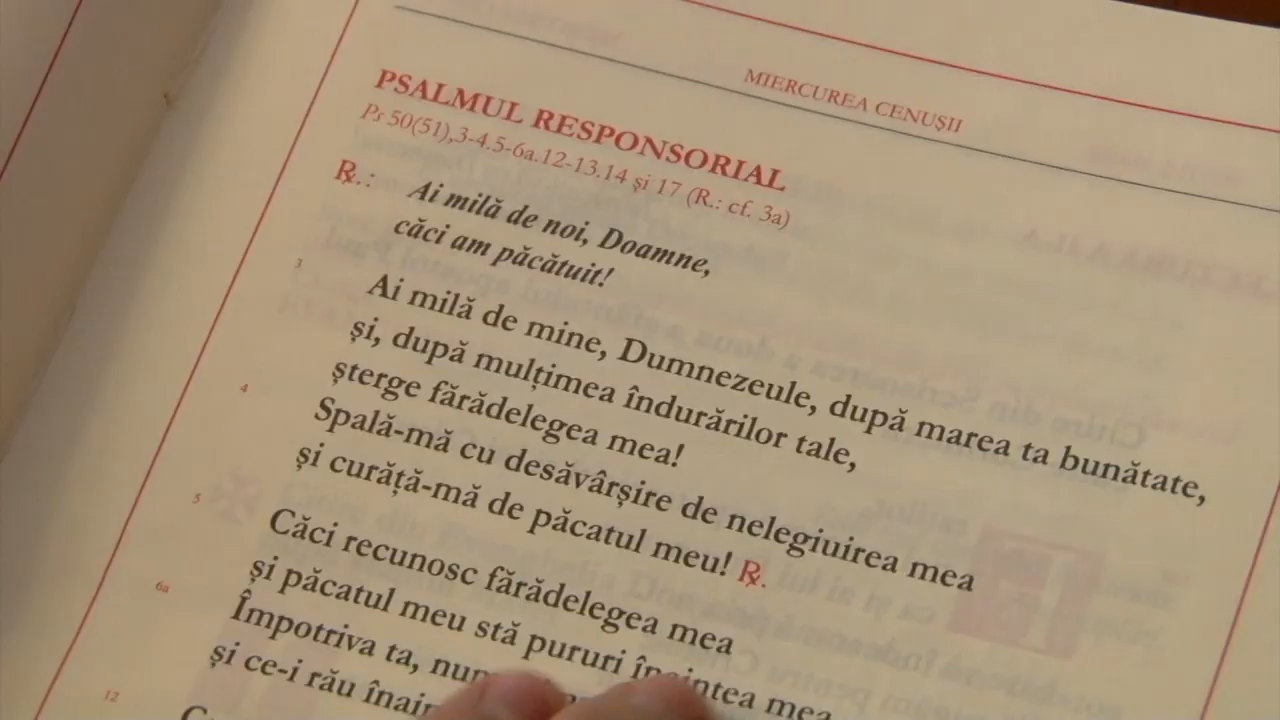 MIERCUREA CENUȘII
PSALMUL RESPONSORIAL
Ps 50(51),3-4.5-6a.12-13.14 și 17 (R.: cf. 3a)
℟.: Ai milă de noi, Doamne,
căci am păcătuit!
3 Ai milă de mine, Dumnezeule, după marea ta bunătate,
și, după mulțimea îndurărilor tale,
șterge fărădelegea mea!
4 Spală-mă cu desăvârșire de nelegiuirea mea
și curăță-mă de păcatul meu! ℟.
5 Căci recunosc fărădelegea mea
și păcatul meu stă pururi înaintea mea.
6a Împotriva ta,
și ce-i rău
12